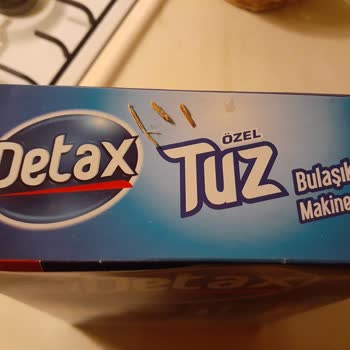 Detax
ÖZEL
Tuz
Bulaşık
Makine